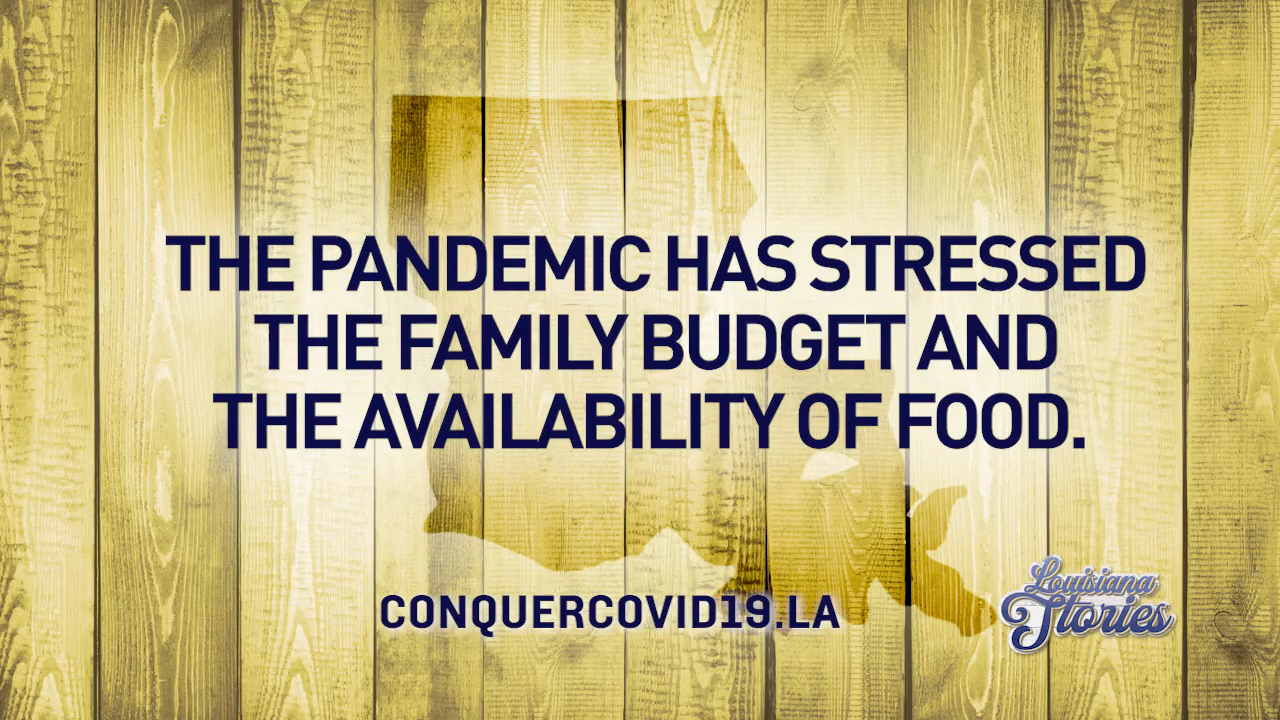 THE PANDEMIC HAS STRESSED
THE FAMILY BUDGET AND
THE AVAILABILITY OF FOOD.
CONQUERCOVID19.LA
Louisiana
Stories